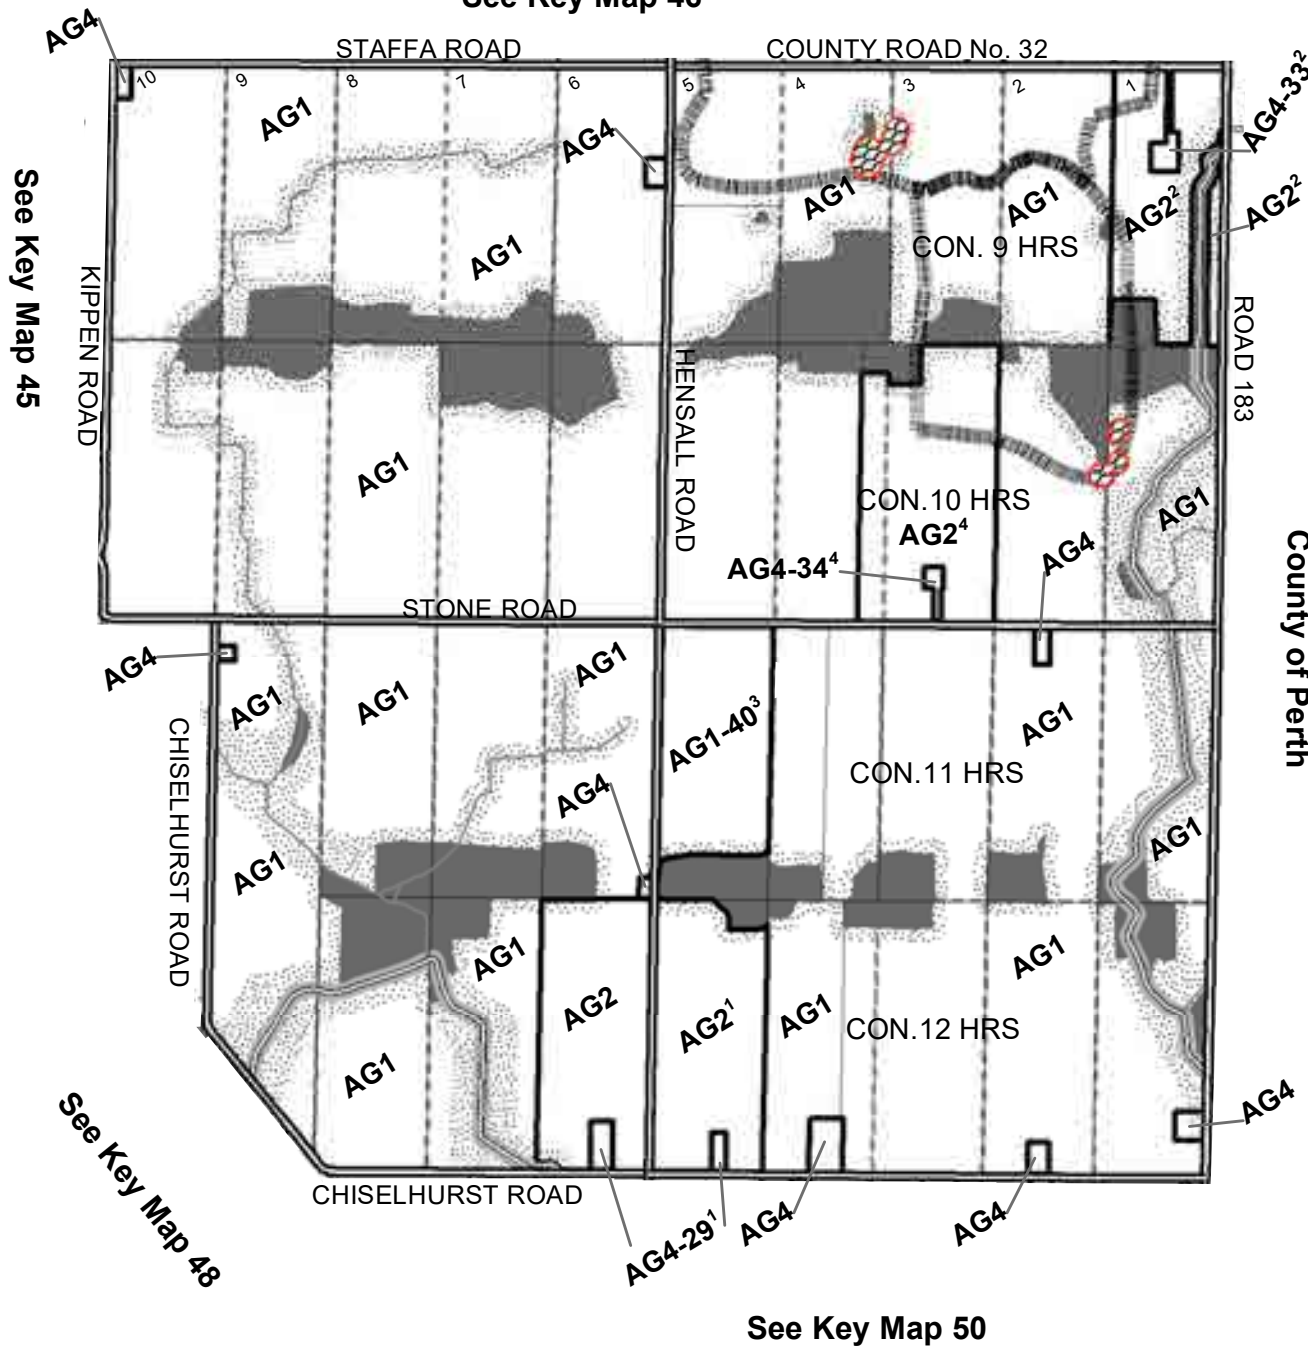 See Key Map 46
AG4
STAFFA ROAD
COUNTY ROAD No. 32
10
9
8
7
6
5
4
3
2
1
AG4-33²
AG1
AG4
AG1
AG1
AG2²
AG2²
CON. 9 HRS
AG1
See Key Map 45
KIPPEN ROAD
HENSALL ROAD
ROAD 183
AG1
CON.10 HRS
AG1
AG2⁴
AG4-34⁴
AG4
County of Perth
STONE ROAD
AG4
AG1
AG1
AG1
AG1-40³
AG1
CHISELHURST ROAD
CON.11 HRS
AG4
AG1
AG1
AG1
AG1
AG2
AG2¹
AG1
CON.12 HRS
AG1
AG4
See Key Map 48
CHISELHURST ROAD
AG4-29¹
AG4
AG4
See Key Map 50